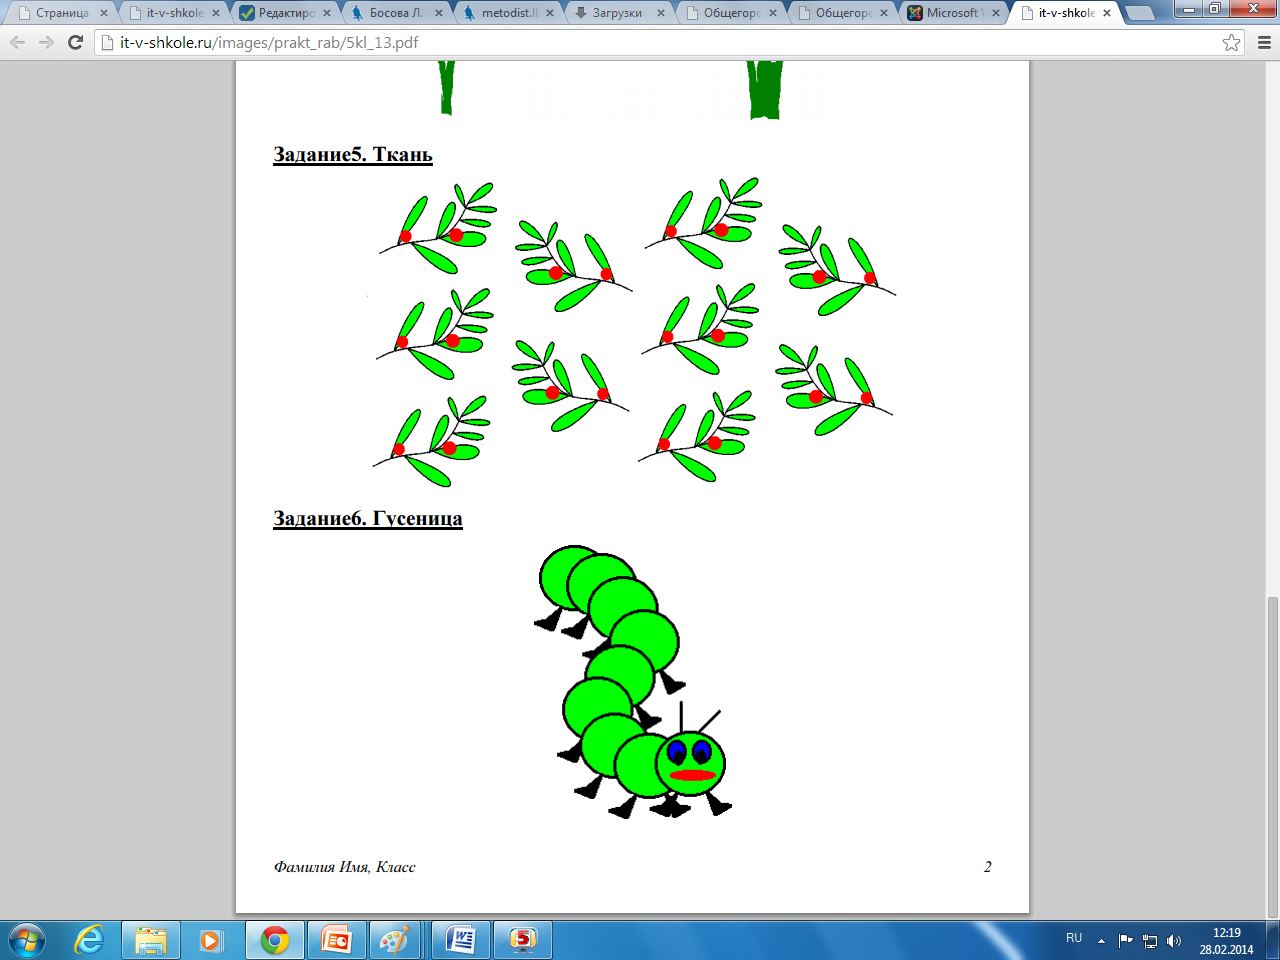 Страница
it-v-shkole
Редактиро
Босова Л.
metodist.ll
Загрузки
Общегоро
Общегоро
Microsoft W
it-v-shkole
it-v-shkole.ru/images/prakt_rab/5kl_13.pdf
Задание5. Ткань
Задание6. Гусеница
Фамилия Имя, Класс 2
RU
12:19
28.02.2014